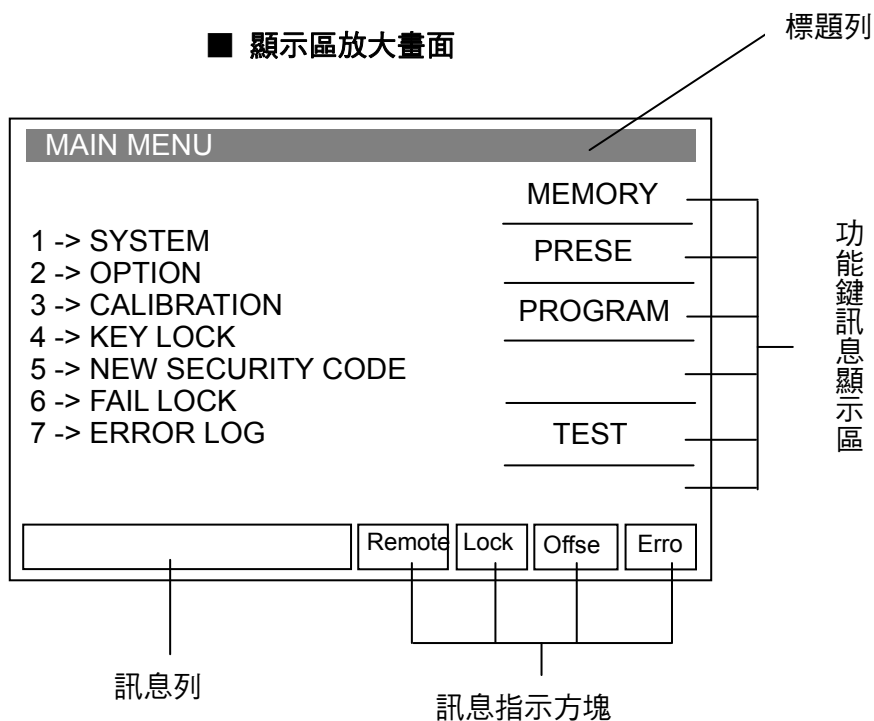 ■ 顯示區放大畫面
標題列
MAIN MENU
1 -> SYSTEM
2 -> OPTION
3 -> CALIBRATION
4 -> KEY LOCK
5 -> NEW SECURITY CODE
6 -> FAIL LOCK
7 -> ERROR LOG
MEMORY
PRESE
PROGRAM
TEST
功能鍵訊息顯示區
Remote
Lock
Offse
Erro
訊息列
訊息指示方塊